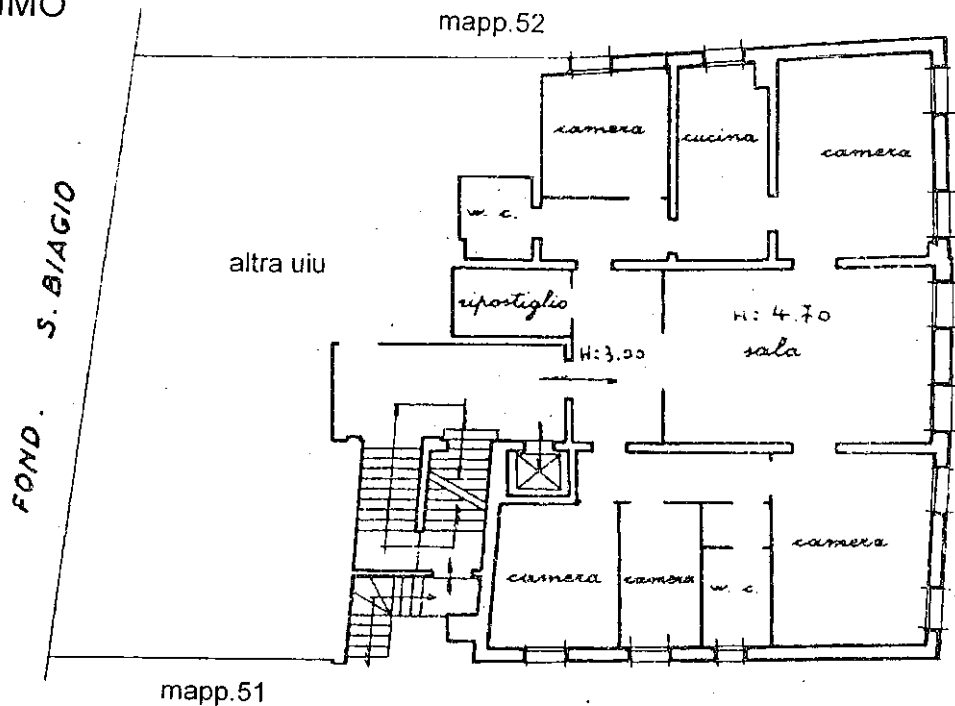 IMO
mapp.52
camera
cucina
camera
w. c.
FOND. S. BIAGIO
altra uiu
ripostiglio
H: 4.70
sala
H:3.00
camera
camera
camera
w. c.
mapp.51